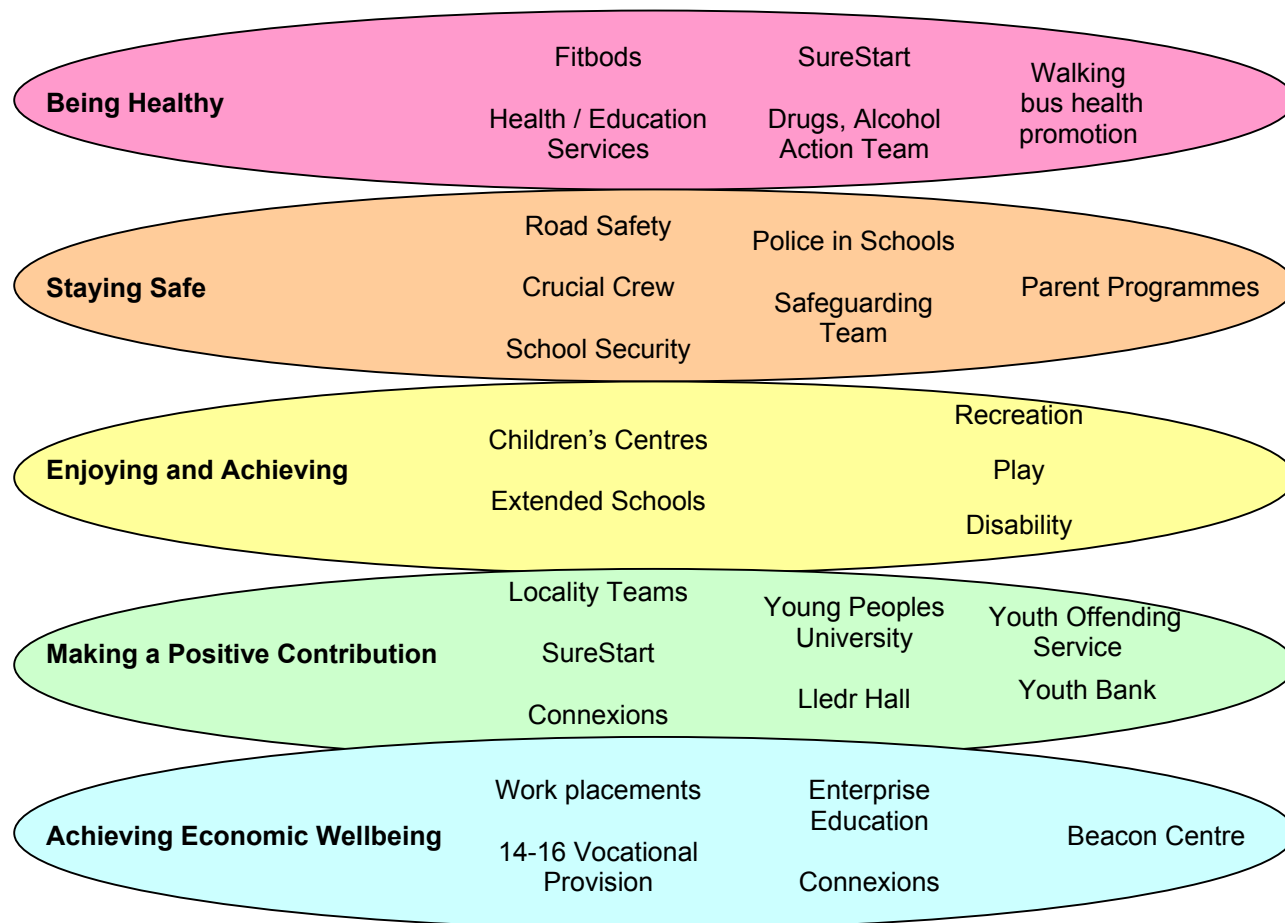 Being Healthy
Fitbods
Health / Education
Services
SureStart
Drugs, Alcohol
Action Team
Walking
bus health
promotion
Staying Safe
Road Safety
Crucial Crew
School Security
Police in Schools
Safeguarding
Team
Parent Programmes
Enjoying and Achieving
Children’s Centres
Extended Schools
Recreation
Play
Disability
Making a Positive Contribution
Locality Teams
SureStart
Connexions
Young Peoples
University
Lledr Hall
Youth Offending
Service
Youth Bank
Achieving Economic Wellbeing
Work placements
14-16 Vocational
Provision
Enterprise
Education
Connexions
Beacon Centre